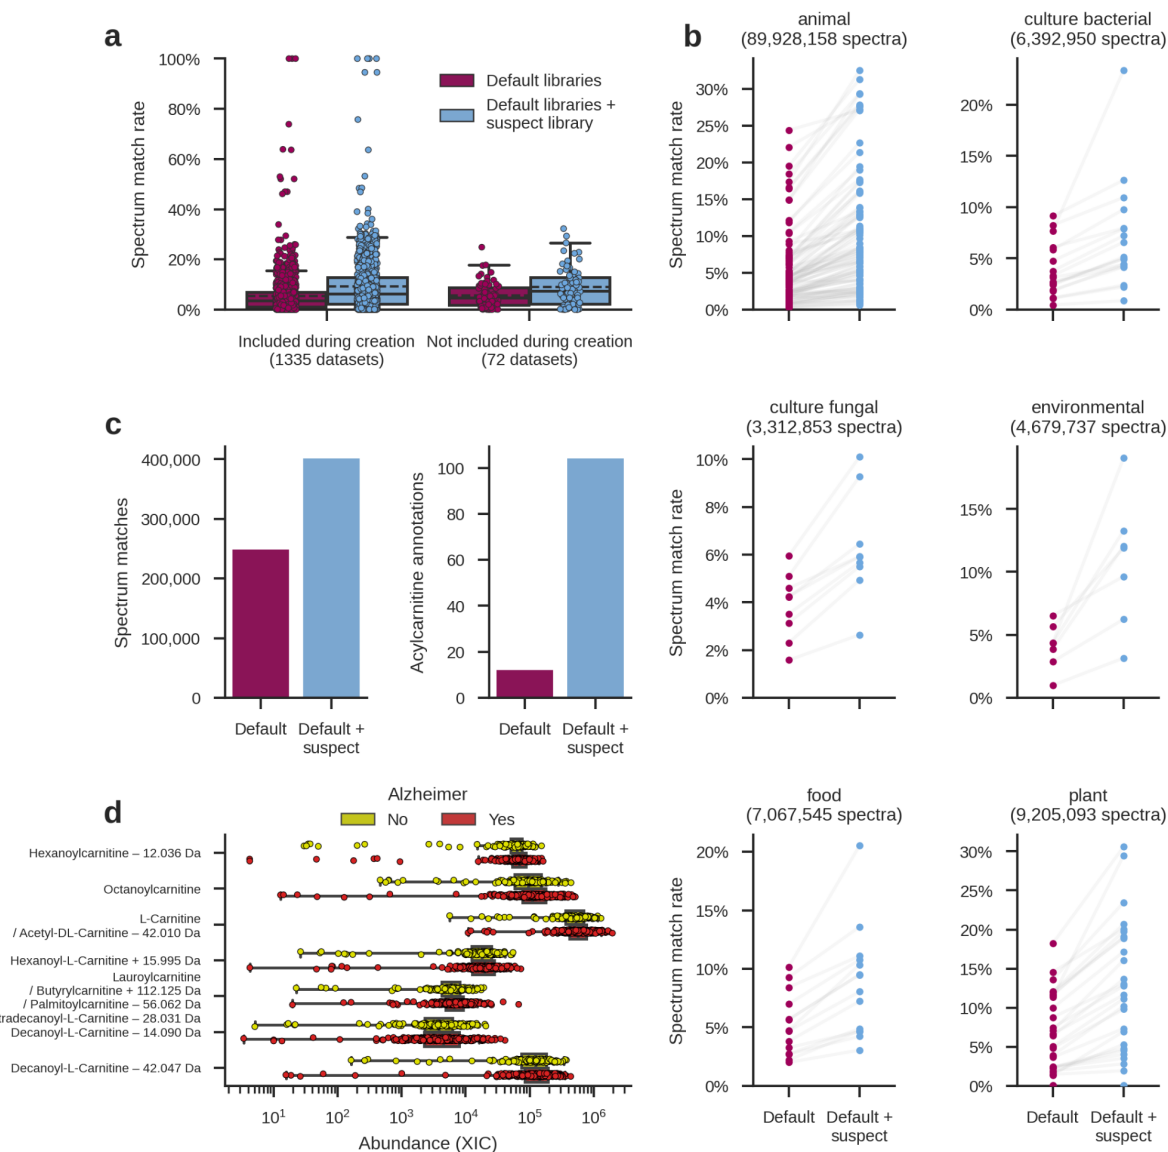 a
100%
80%
60%
40%
20%
0%
Spectrum match rate
Default libraries
Default libraries +
suspect library
Included during creation
(1335 datasets)
Not included during creation
(72 datasets)
b
animal
(89,928,158 spectra)
30%
25%
20%
15%
10%
5%
0%
Spectrum match rate
culture bacterial
(6,392,950 spectra)
20%
15%
10%
5%
0%
c
400,000
300,000
200,000
100,000
0
Spectrum matches
Default
Default +
suspect
100
80
60
40
20
0
Acylcarnitine annotations
Default
Default +
suspect
culture fungal
(3,312,853 spectra)
10%
8%
6%
4%
2%
0%
Spectrum match rate
environmental
(4,679,737 spectra)
15%
10%
5%
0%
d
Alzheimer
No
Yes
Hexanoylcarnitine – 12.036 Da
Octanoylcarnitine
L-Carnitine
/ Acetyl-DL-Carnitine – 42.010 Da
Hexanoyl-L-Carnitine + 15.995 Da
Lauroylcarnitine
/ Butyrylcarnitine + 112.125 Da
/ Palmitoylcarnitine – 56.062 Da
tradecanoyl-L-Carnitine – 28.031 Da
Decanoyl-L-Carnitine – 14.090 Da
Decanoyl-L-Carnitine – 42.047 Da
10¹
10²
10³
10⁴
10⁵
10⁶
Abundance (XIC)
food
(7,067,545 spectra)
20%
15%
10%
5%
0%
Spectrum match rate
Default
Default +
suspect
plant
(9,205,093 spectra)
30%
25%
20%
15%
10%
5%
0%
Default
Default +
suspect